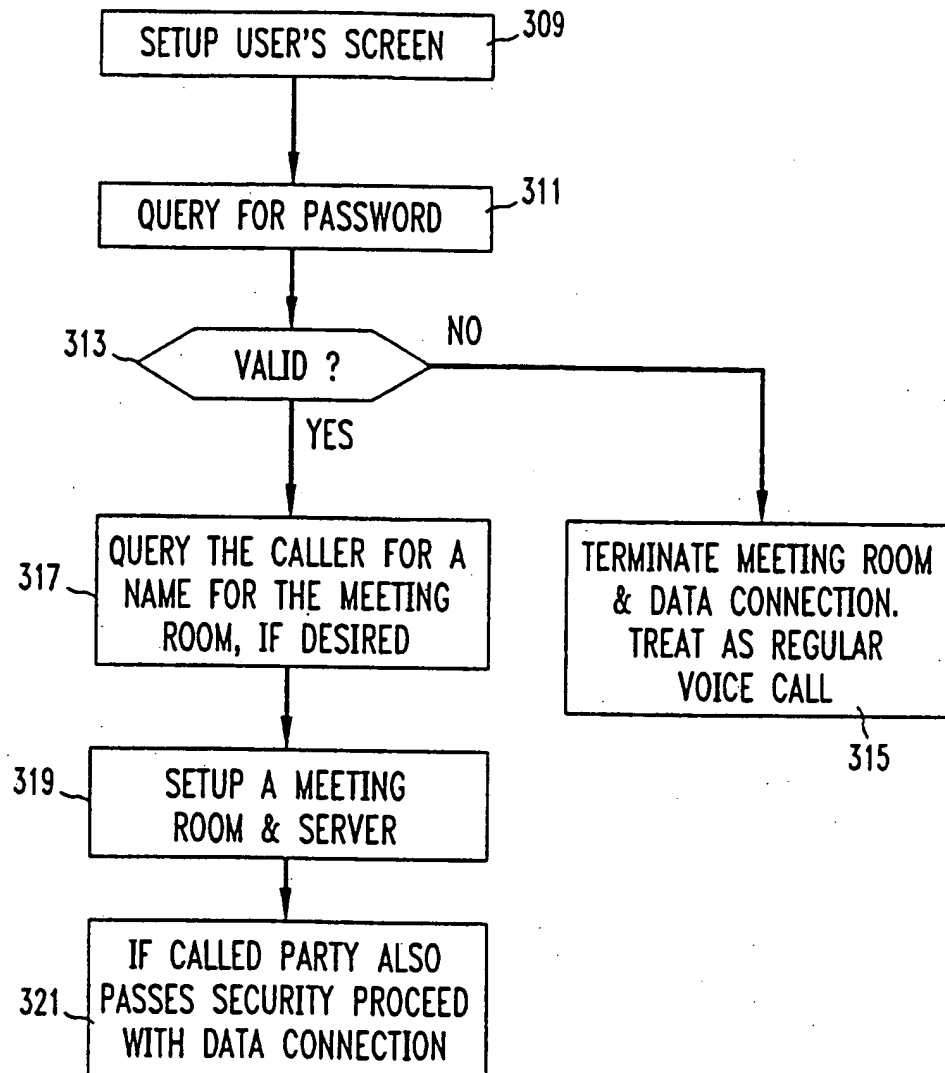 SETUP USER'S SCREEN
309
QUERY FOR PASSWORD
311
313
VALID ?
NO
YES
317
QUERY THE CALLER FOR A
NAME FOR THE MEETING
ROOM, IF DESIRED
TERMINATE MEETING ROOM
& DATA CONNECTION.
TREAT AS REGULAR
VOICE CALL
315
319
SETUP A MEETING
ROOM & SERVER
321
IF CALLED PARTY ALSO
PASSES SECURITY PROCEED
WITH DATA CONNECTION